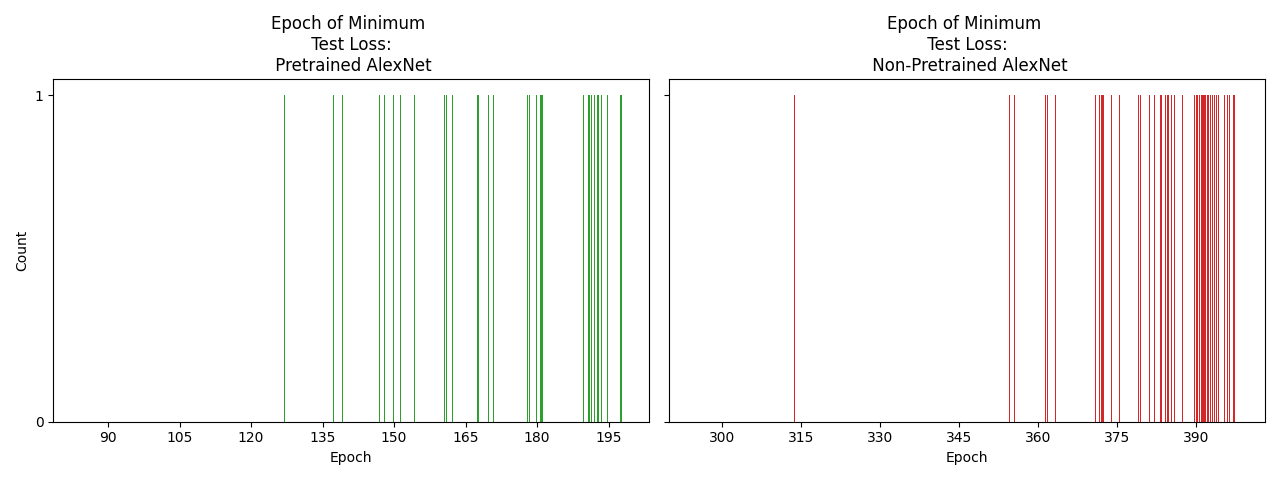 Epoch of Minimum
Test Loss:
Pretrained AlexNet
Epoch of Minimum
Test Loss:
Non-Pretrained AlexNet
1
0
Count
90 105 120 135 150 165 180 195
Epoch
300 315 330 345 360 375 390
Epoch